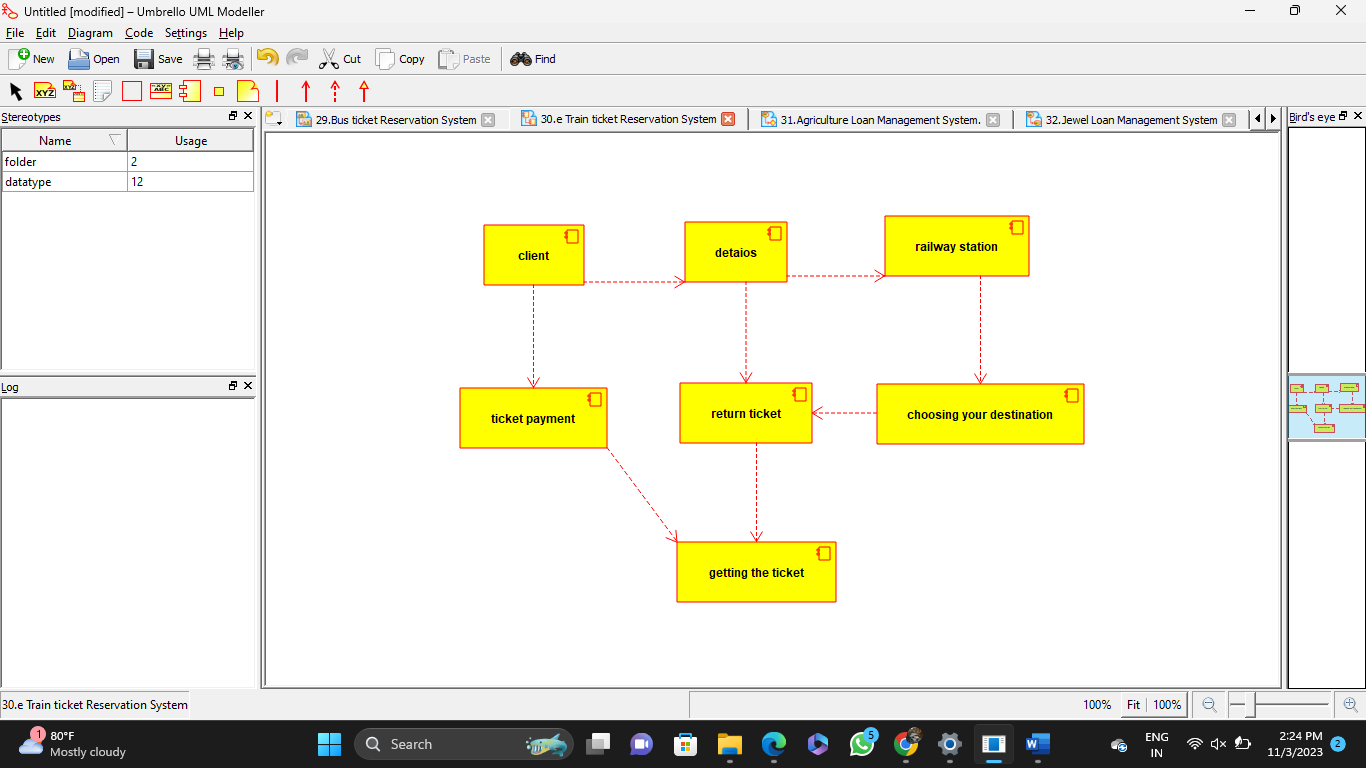 Untitled [modified] – Umbrello UML Modeller
File Edit Diagram Code Settings Help
New Open Save Cut Copy Paste Find
XYZ
Stereotypes
Name Usage
folder 2
datatype 12
Log
29.Bus ticket Reservation System 30.e Train ticket Reservation System 31.Agriculture Loan Management System. 32.Jewel Loan Management System
Bird's eye
client
detaios
railway station
ticket payment
return ticket
choosing your destination
getting the ticket
30.e Train ticket Reservation System
100% Fit 100%
1
80°F
Mostly cloudy
Search
5
ENG
IN
2:24 PM
11/3/2023
2